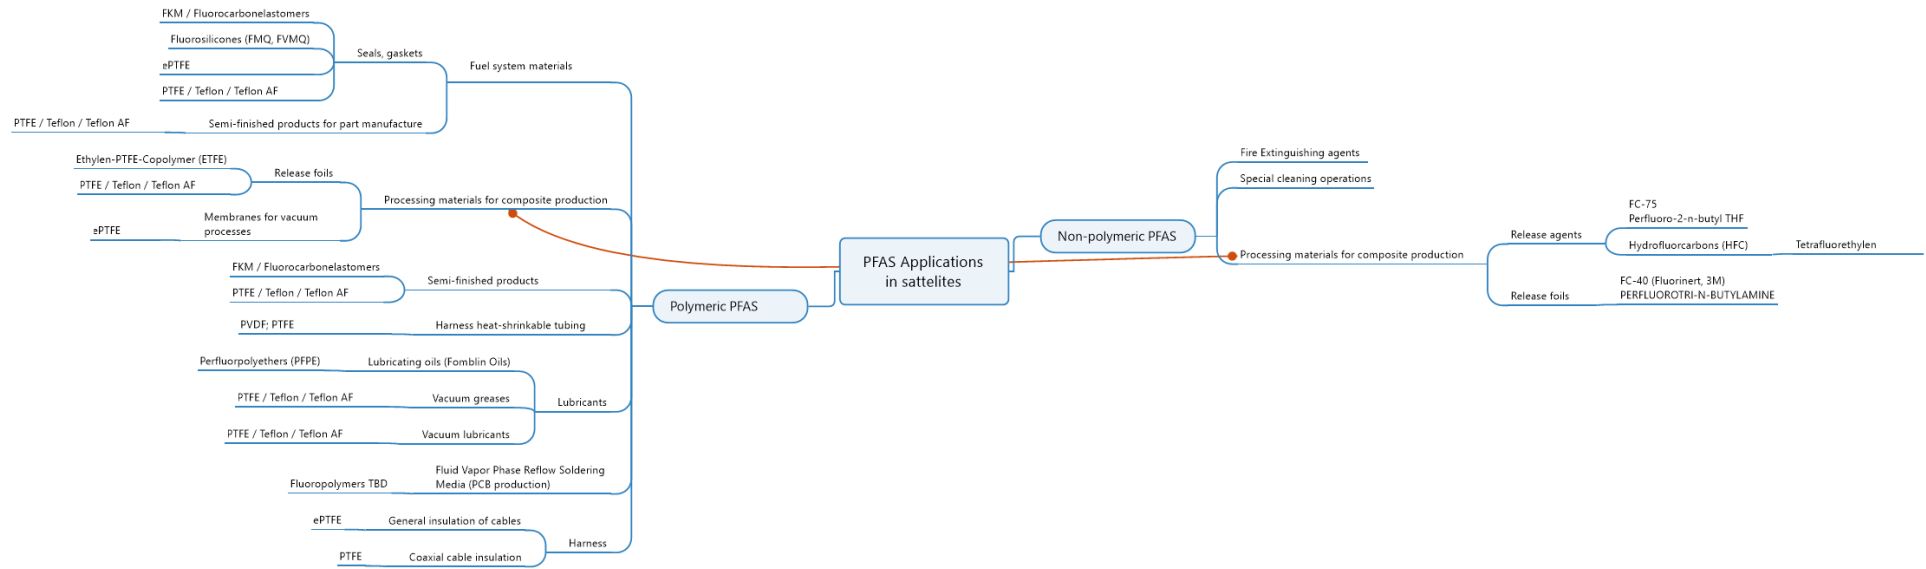 FKM / Fluorocarbonelastomers
Fluorosilicones (FMQ, FVMQ)
ePTFE
PTFE / Teflon / Teflon AF
Seals, gaskets
PTFE / Teflon / Teflon AF
Semi-finished products for part manufacture
Fuel system materials
Ethylen-PTFE-Copolymer (ETFE)
PTFE / Teflon / Teflon AF
Release foils
ePTFE
Membranes for vacuum
processes
Processing materials for composite production
FKM / Fluorocarbonelastomers
PTFE / Teflon / Teflon AF
Semi-finished products
PVDF; PTFE
Harness heat-shrinkable tubing
Perfluorpolyethers (PFPE)
Lubricating oils (Fomblin Oils)
PTFE / Teflon / Teflon AF
Vacuum greases
PTFE / Teflon / Teflon AF
Vacuum lubricants
Lubricants
Fluoropolymers TBD
Fluid Vapor Phase Reflow Soldering
Media (PCB production)
ePTFE
General insulation of cables
PTFE
Coaxial cable insulation
Harness
Polymeric PFAS
PFAS Applications
in sattelites
Non-polymeric PFAS
Fire Extinguishing agents
Special cleaning operations
Processing materials for composite production
Release agents
FC-75
Perfluoro-2-n-butyl THF
Hydrofluorcarbons (HFC)
Tetrafluorethylen
Release foils
FC-40 (Fluorinert, 3M)
PERFLUOROTRI-N-BUTYLAMINE